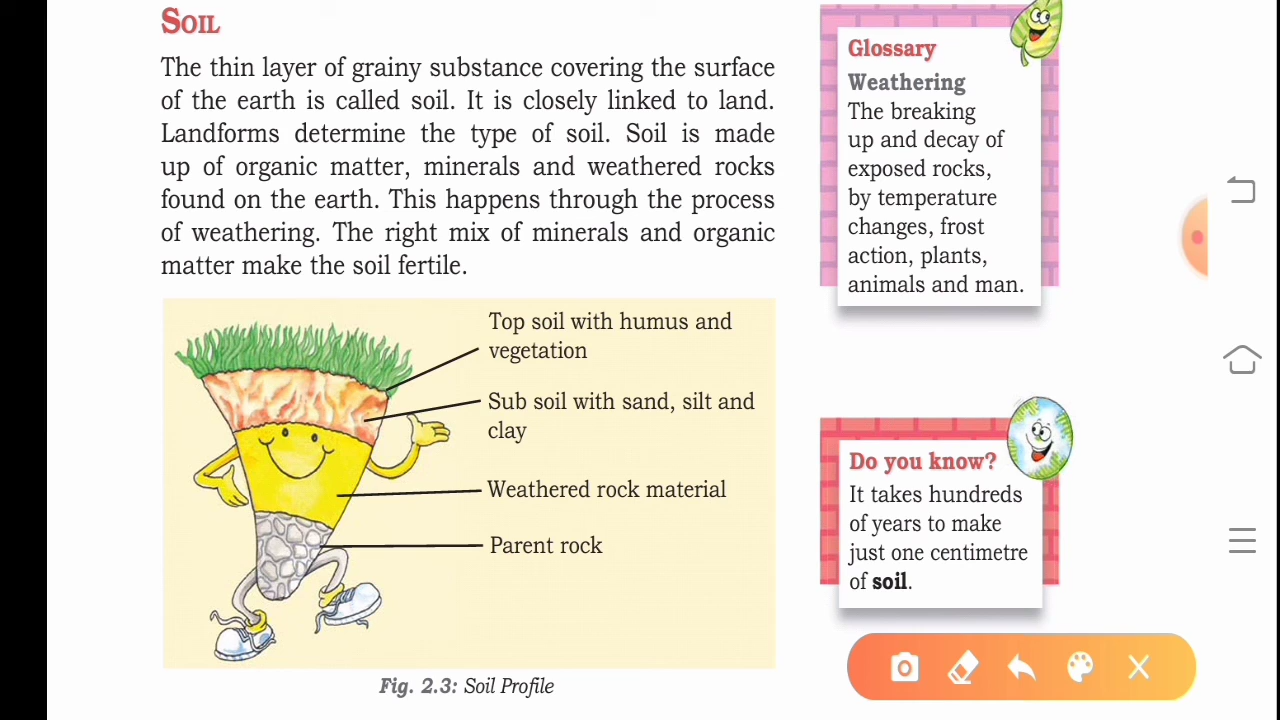 SOIL
The thin layer of grainy substance covering the surface
of the earth is called soil. It is closely linked to land.
Landforms determine the type of soil. Soil is made
up of organic matter, minerals and weathered rocks
found on the earth. This happens through the process
of weathering. The right mix of minerals and organic
matter make the soil fertile.
Top soil with humus and
vegetation
Sub soil with sand, silt and
clay
Weathered rock material
Parent rock
Fig. 2.3: Soil Profile
Glossary
Weathering
The breaking
up and decay of
exposed rocks,
by temperature
changes, frost
action, plants,
animals and man.
Do you know?
It takes hundreds
of years to make
just one centimetre
of soil.